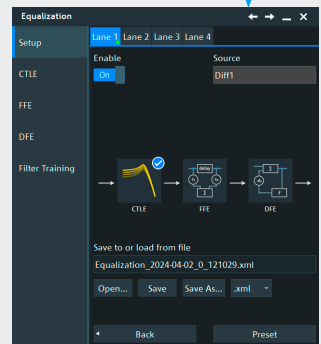 Equalization
Setup
Lane 1 Lane 2 Lane 3 Lane 4
Enable
Source
On
Diff1
CTLE
FFE
DFE
Filter Training
delay
CTLE
FFE
DFE
Save to or load from file
Equalization_2024-04-02_0_121029.xml
Open... Save Save As... .xml
Back
Preset